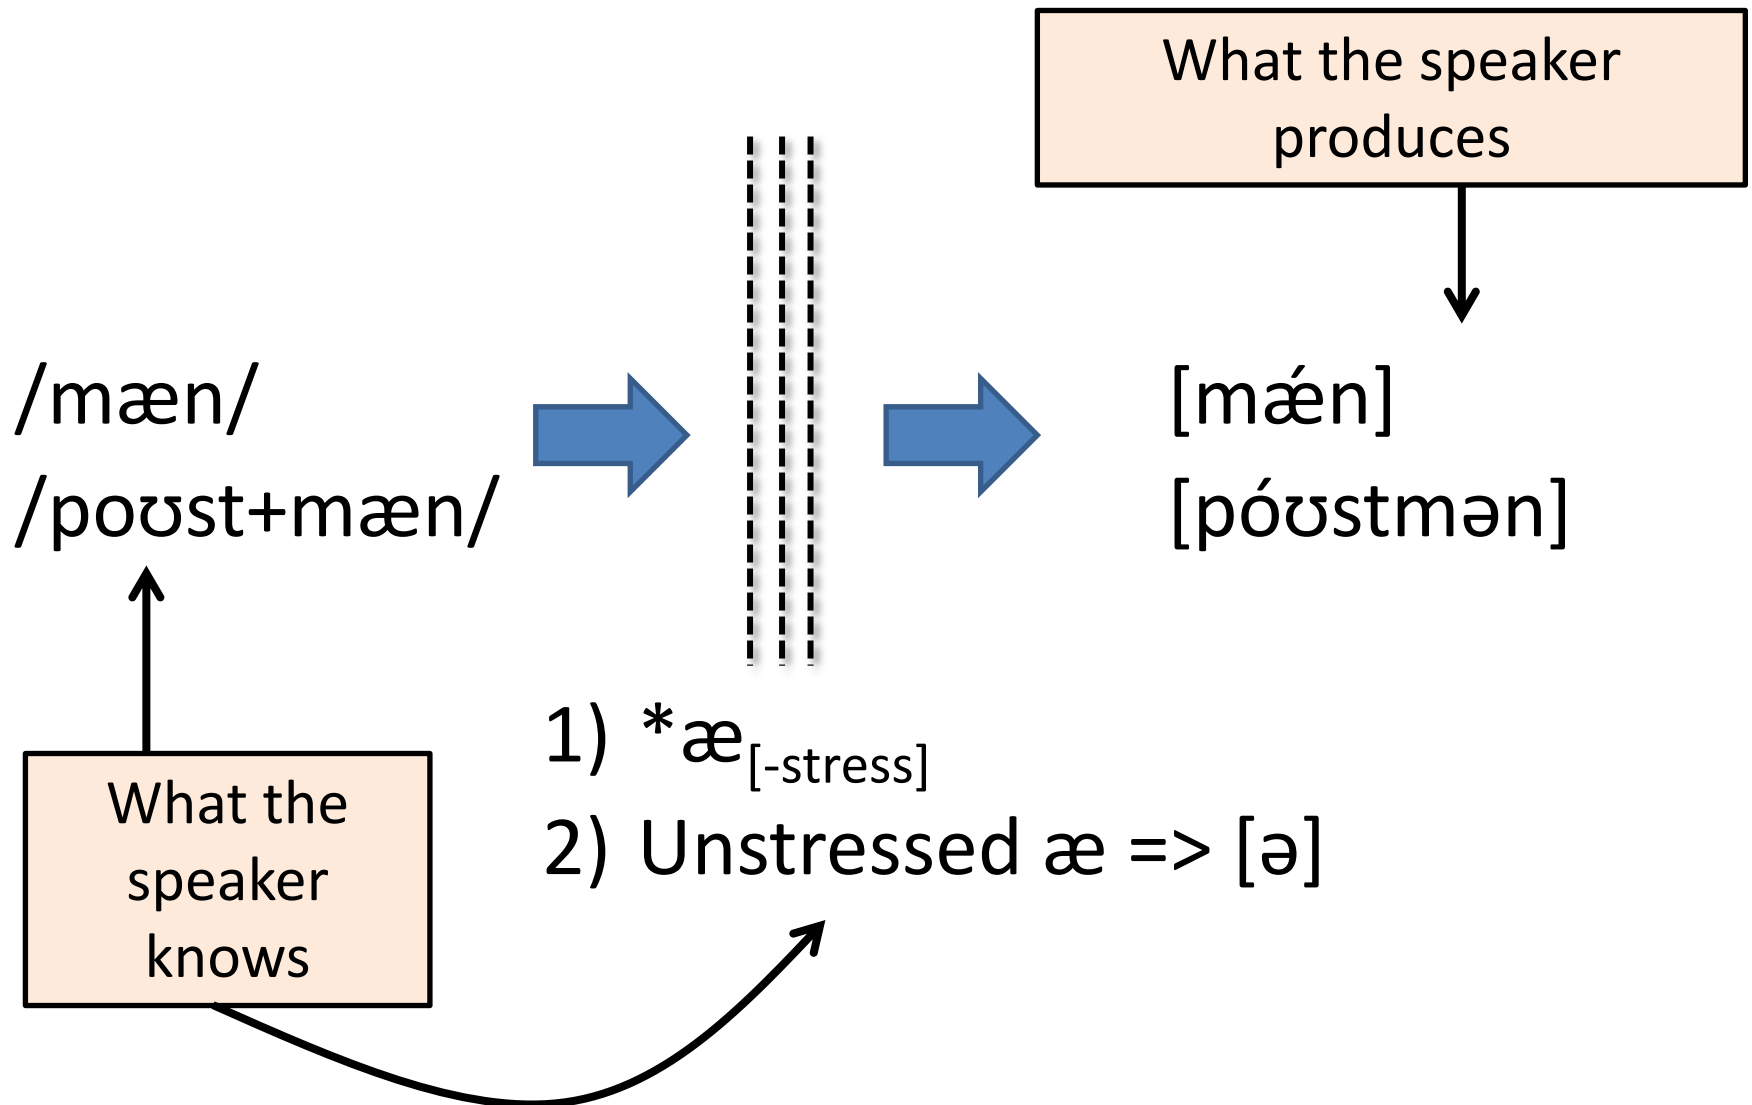 What the speaker
produces
/mæn/
[mǽn]
/poʊst+mæn/
[póʊstmən]
1) *æ[-stress]
2) Unstressed æ => [ə]
What the
speaker
knows